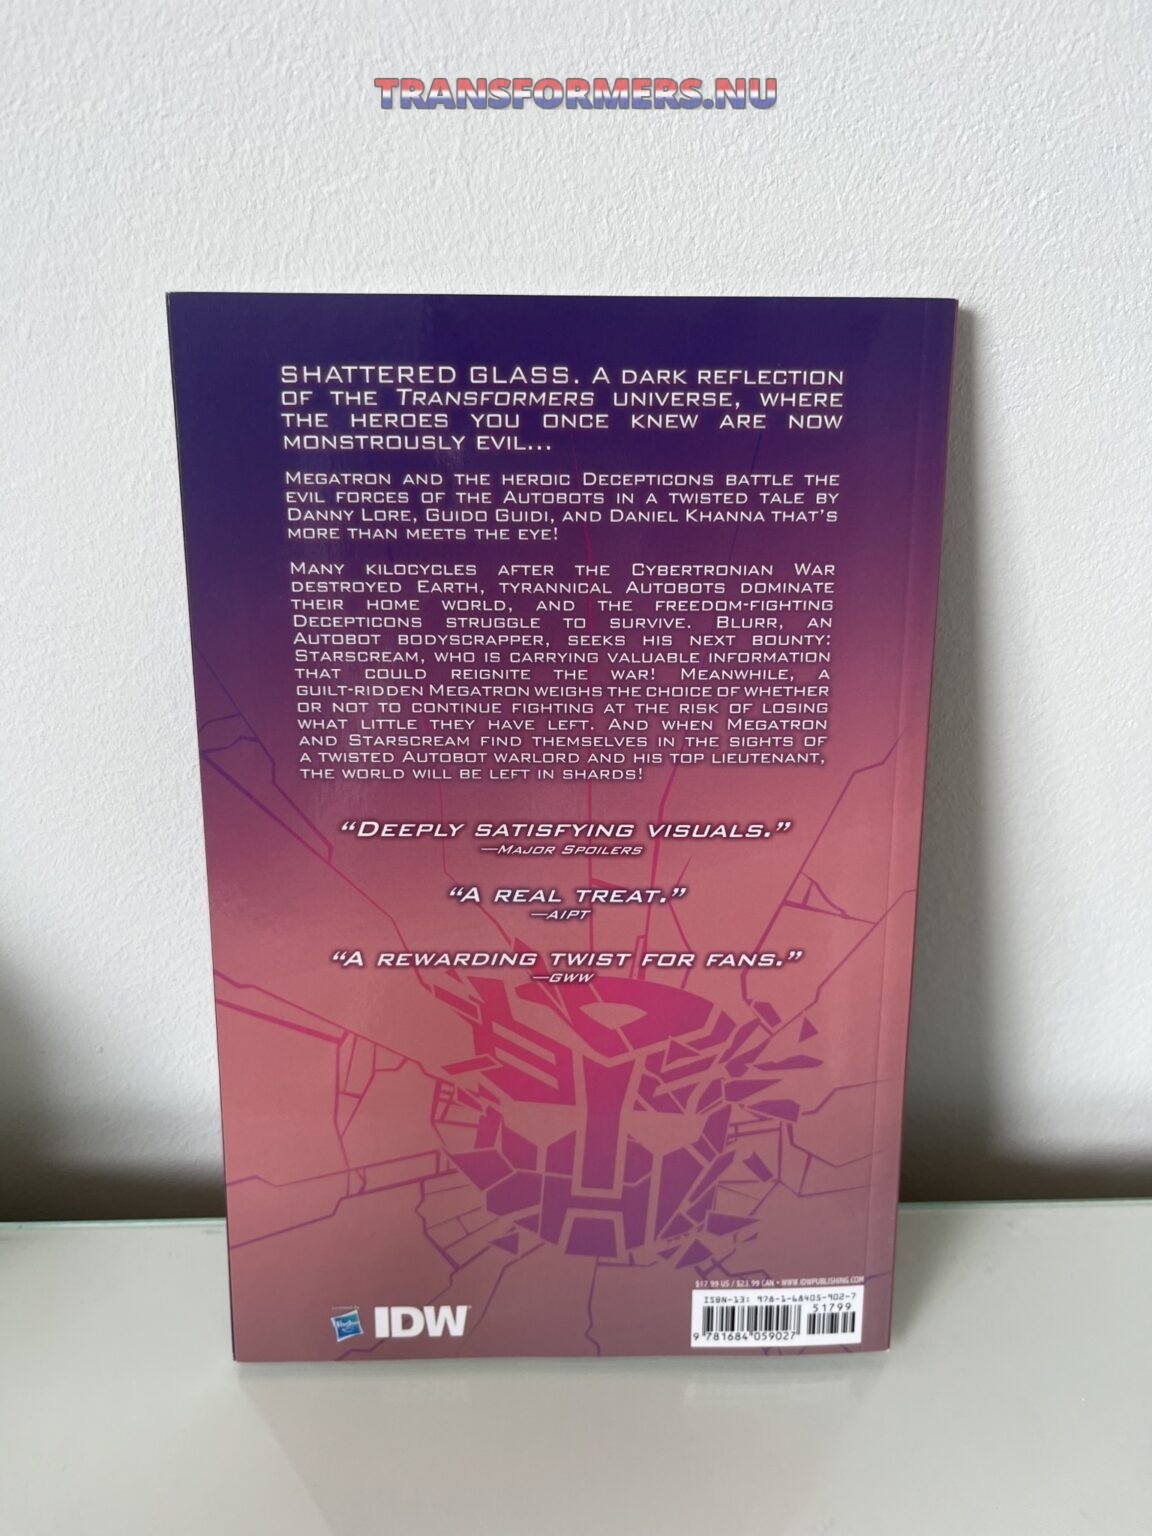 TRANSFORMERS.NU
SHATTERED GLASS. A DARK REFLECTION
OF THE TRANSFORMERS UNIVERSE, WHERE
THE HEROES YOU ONCE KNEW ARE NOW
MONSTROUSLY EVIL...
MEGATRON AND THE HEROIC DECEPTICONS BATTLE THE
EVIL FORCES OF THE AUTOBOTS IN A TWISTED TALE BY
DANNY LORE, GUIDO GUIDI, AND DANIEL KHANNA THAT'S
MORE THAN MEETS THE EYE!
MANY KILOCYCLES AFTER THE CYBERTRONIAN WAR
DESTROYED EARTH, TYRANNICAL AUTOBOTS DOMINATE
THEIR HOME WORLD, AND THE FREEDOM-FIGHTING
DECEPTICONS STRUGGLE TO SURVIVE. BLURR, AN
AUTOBOT BODYSCRAPPER, SEEKS HIS NEXT BOUNTY:
STARSCREAM, WHO IS CARRYING VALUABLE INFORMATION
THAT COULD REIGNITE THE WAR! MEANWHILE, A
GUILT-RIDDEN MEGATRON WEIGHS THE CHOICE OF WHETHER
OR NOT TO CONTINUE FIGHTING AT THE RISK OF LOSING
WHAT LITTLE THEY HAVE LEFT. AND WHEN MEGATRON
AND STARSCREAM FIND THEMSELVES IN THE SIGHTS OF
A TWISTED AUTOBOT WARLORD AND HIS TOP LIEUTENANT,
THE WORLD WILL BE LEFT IN SHARDS!
“DEEPLY SATISFYING VISUALS.”
—MAJOR SPOILERS
“A REAL TREAT.”
—AIPT
“A REWARDING TWIST FOR FANS.”
—GWW
$17.99 US / $23.99 CAN • WWW.IDWPUBLISHING.COM
ISBN-13: 978-1-68405-902-7
51799
9 781684 059027
Hasbro
IDW